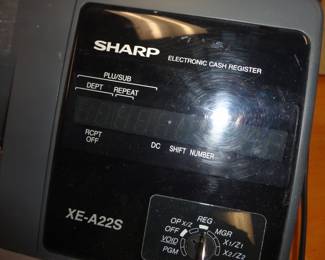 SHARP ELECTRONIC CASH REGISTER
PLU/SUB
DEPT REPEAT
RCPT
OFF
DC SHIFT NUMBER
XE-A22S
REG
OP X/Z MGR
OFF X1/Z1
VOID X2/Z2
PGM